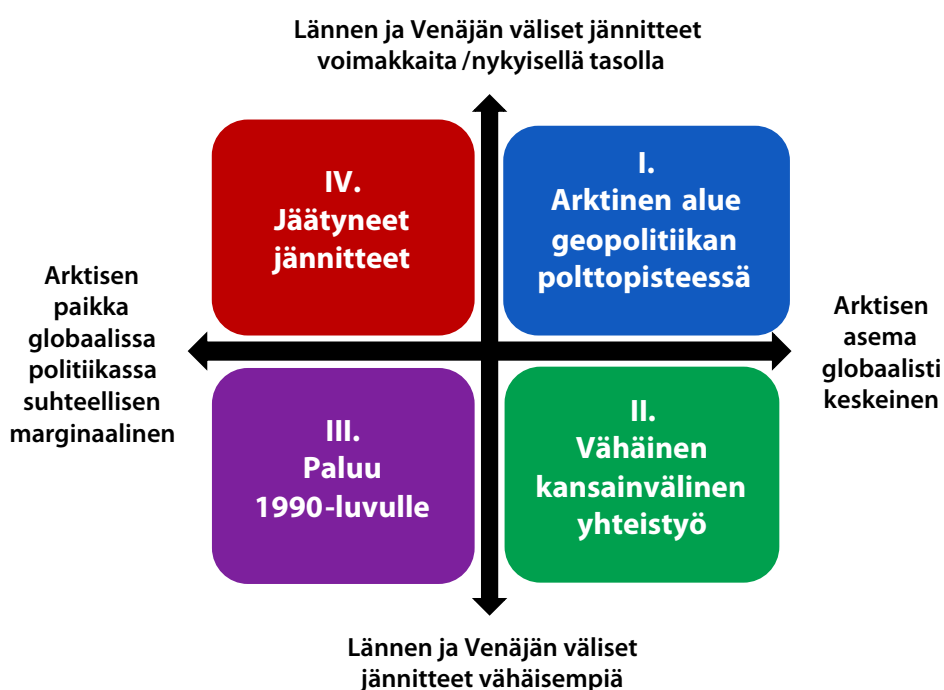 Lännen ja Venäjän väliset jännitteet
voimakkaita /nykyisellä tasolla
IV.
Jäätyneet
jännitteet
I.
Arktinen alue
geopolitiikan
polttopisteessä
Arktisen
paikka
globaalissa
politiikassa
suhteellisen
marginaalinen
Arktisen
asema
globaalisti
keskeinen
III.
Paluu
1990-luvulle
II.
Vähäinen
kansainvälinen
yhteistyö
Lännen ja Venäjän väliset
jännitteet vähäisempiä